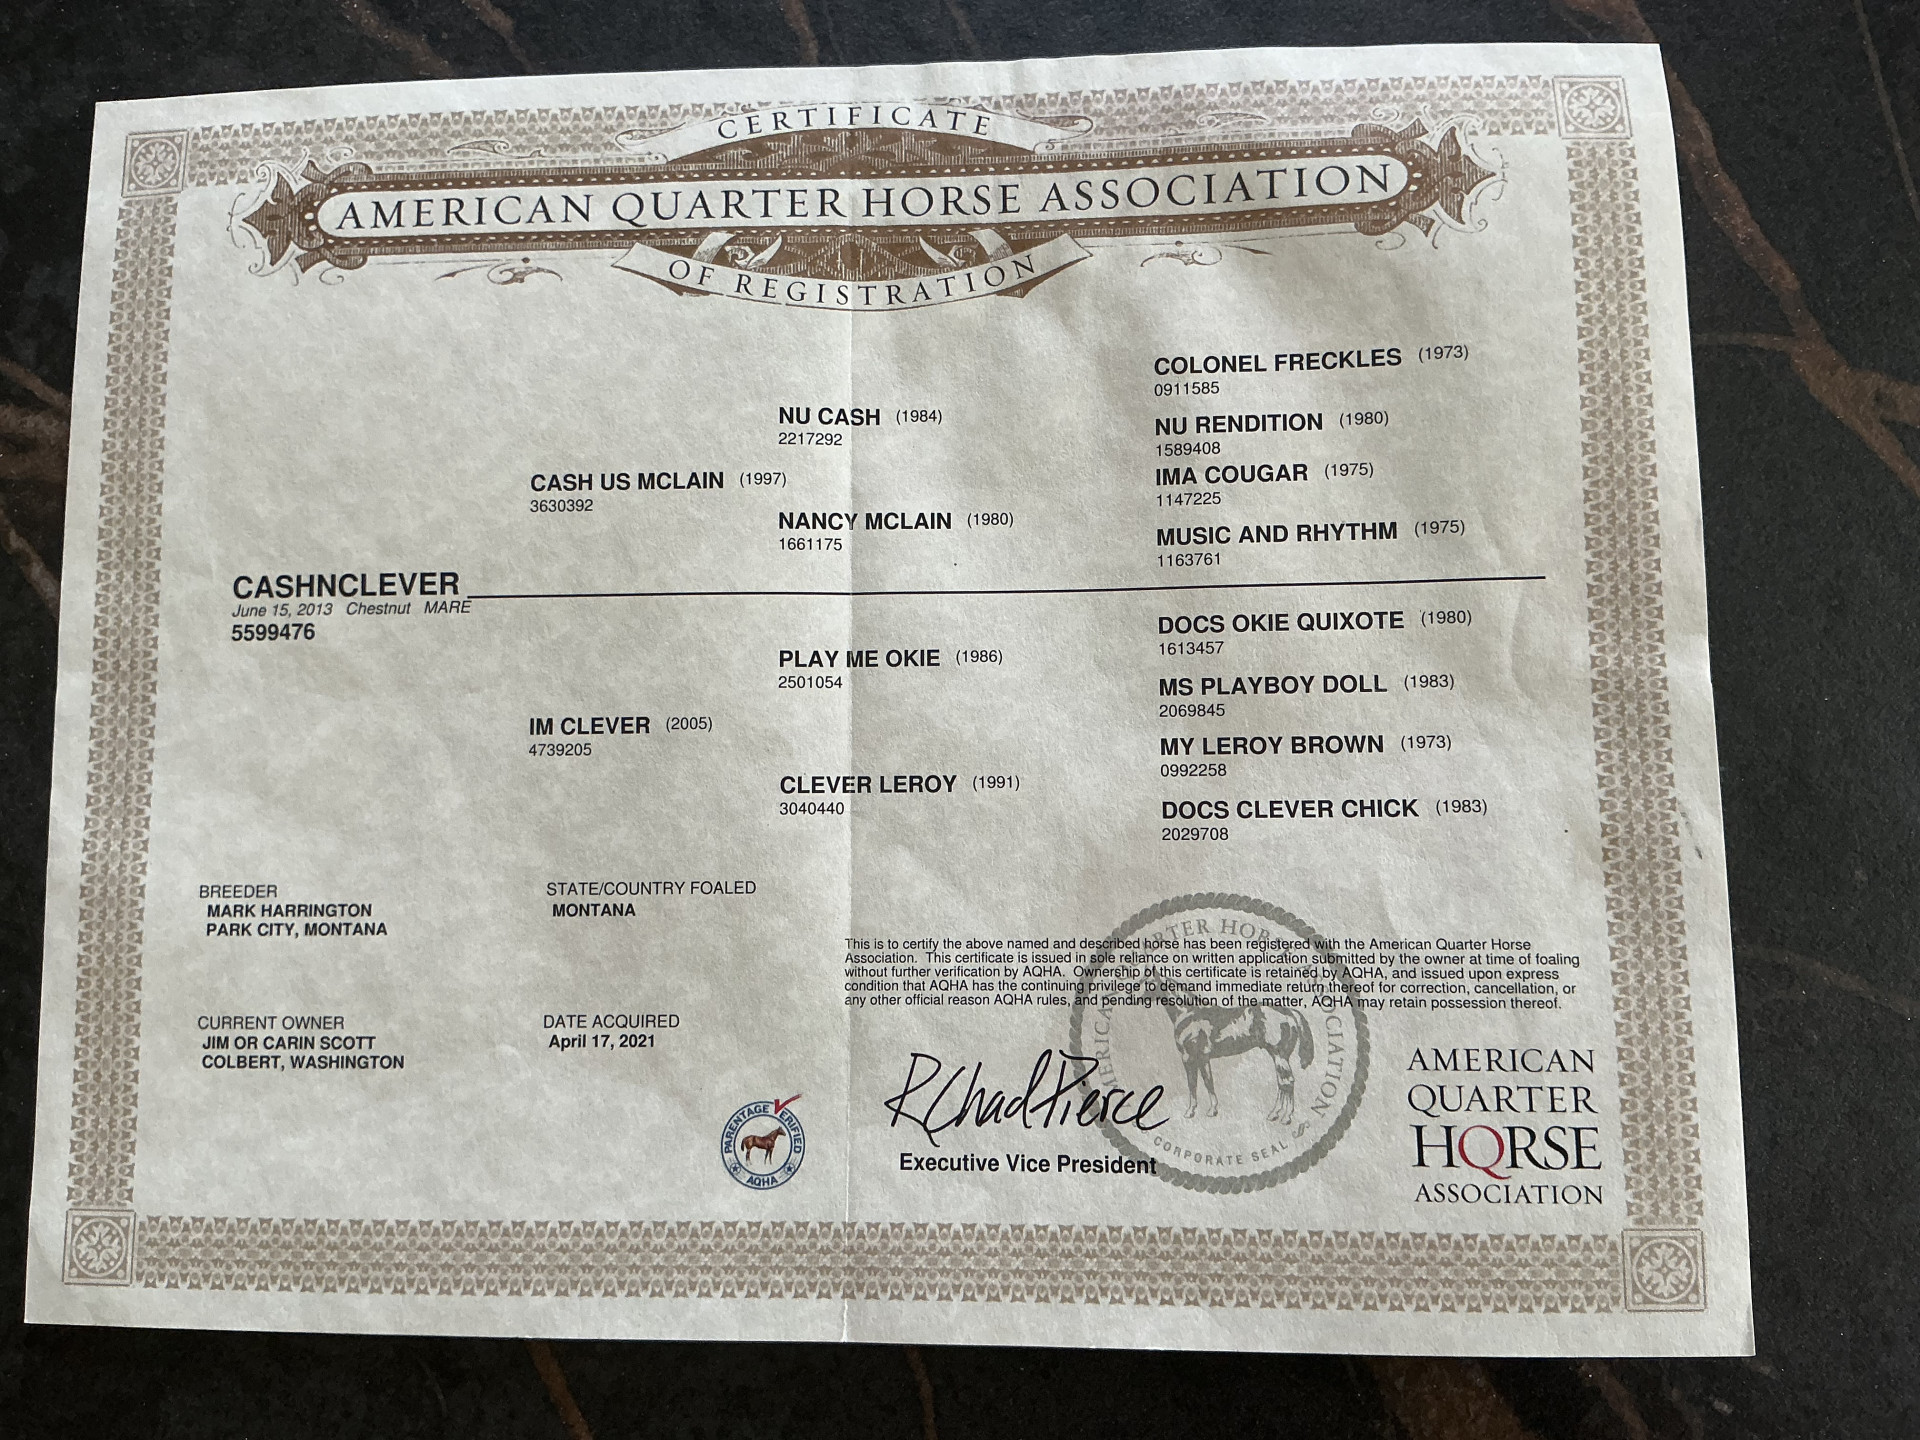 CERTIFICATE
AMERICAN QUARTER HORSE ASSOCIATION
OF REGISTRATION
COLONEL FRECKLES (1973)
0911585
NU CASH (1984)
2217292
NU RENDITION (1980)
1589408
CASH US MCLAIN (1997)
3630392
IMA COUGAR (1975)
1147225
NANCY MCLAIN (1980)
1661175
MUSIC AND RHYTHM (1975)
1163761
CASHNCLEVER
June 15, 2013 Chestnut MARE
5599476
DOCS OKIE QUIXOTE (1980)
1613457
PLAY ME OKIE (1986)
2501054
MS PLAYBOY DOLL (1983)
2069845
IM CLEVER (2005)
4739205
MY LEROY BROWN (1973)
0992258
CLEVER LEROY (1991)
3040440
DOCS CLEVER CHICK (1983)
2029708
BREEDER
MARK HARRINGTON
PARK CITY, MONTANA
STATE/COUNTRY FOALED
MONTANA
This is to certify the above named and described horse has been registered with the American Quarter Horse
Association. This certificate is issued in sole reliance on written application submitted by the owner at time of foaling
without further verification by AQHA. Ownership of this certificate is retained by AQHA, and issued upon express
condition that AQHA has the continuing privilege to demand immediate return thereof for correction, cancellation, or
any other official reason AQHA rules, and pending resolution of the matter, AQHA may retain possession thereof.
CURRENT OWNER
JIM OR CARIN SCOTT
COLBERT, WASHINGTON
DATE ACQUIRED
April 17, 2021
PARENTAGE VERIFIED
AQHA
R Chad Pierce
Executive Vice President
AMERICAN QUARTER HORSE ASSOCIATION
CORPORATE SEAL
AMERICAN
QUARTER
HORSE
ASSOCIATION